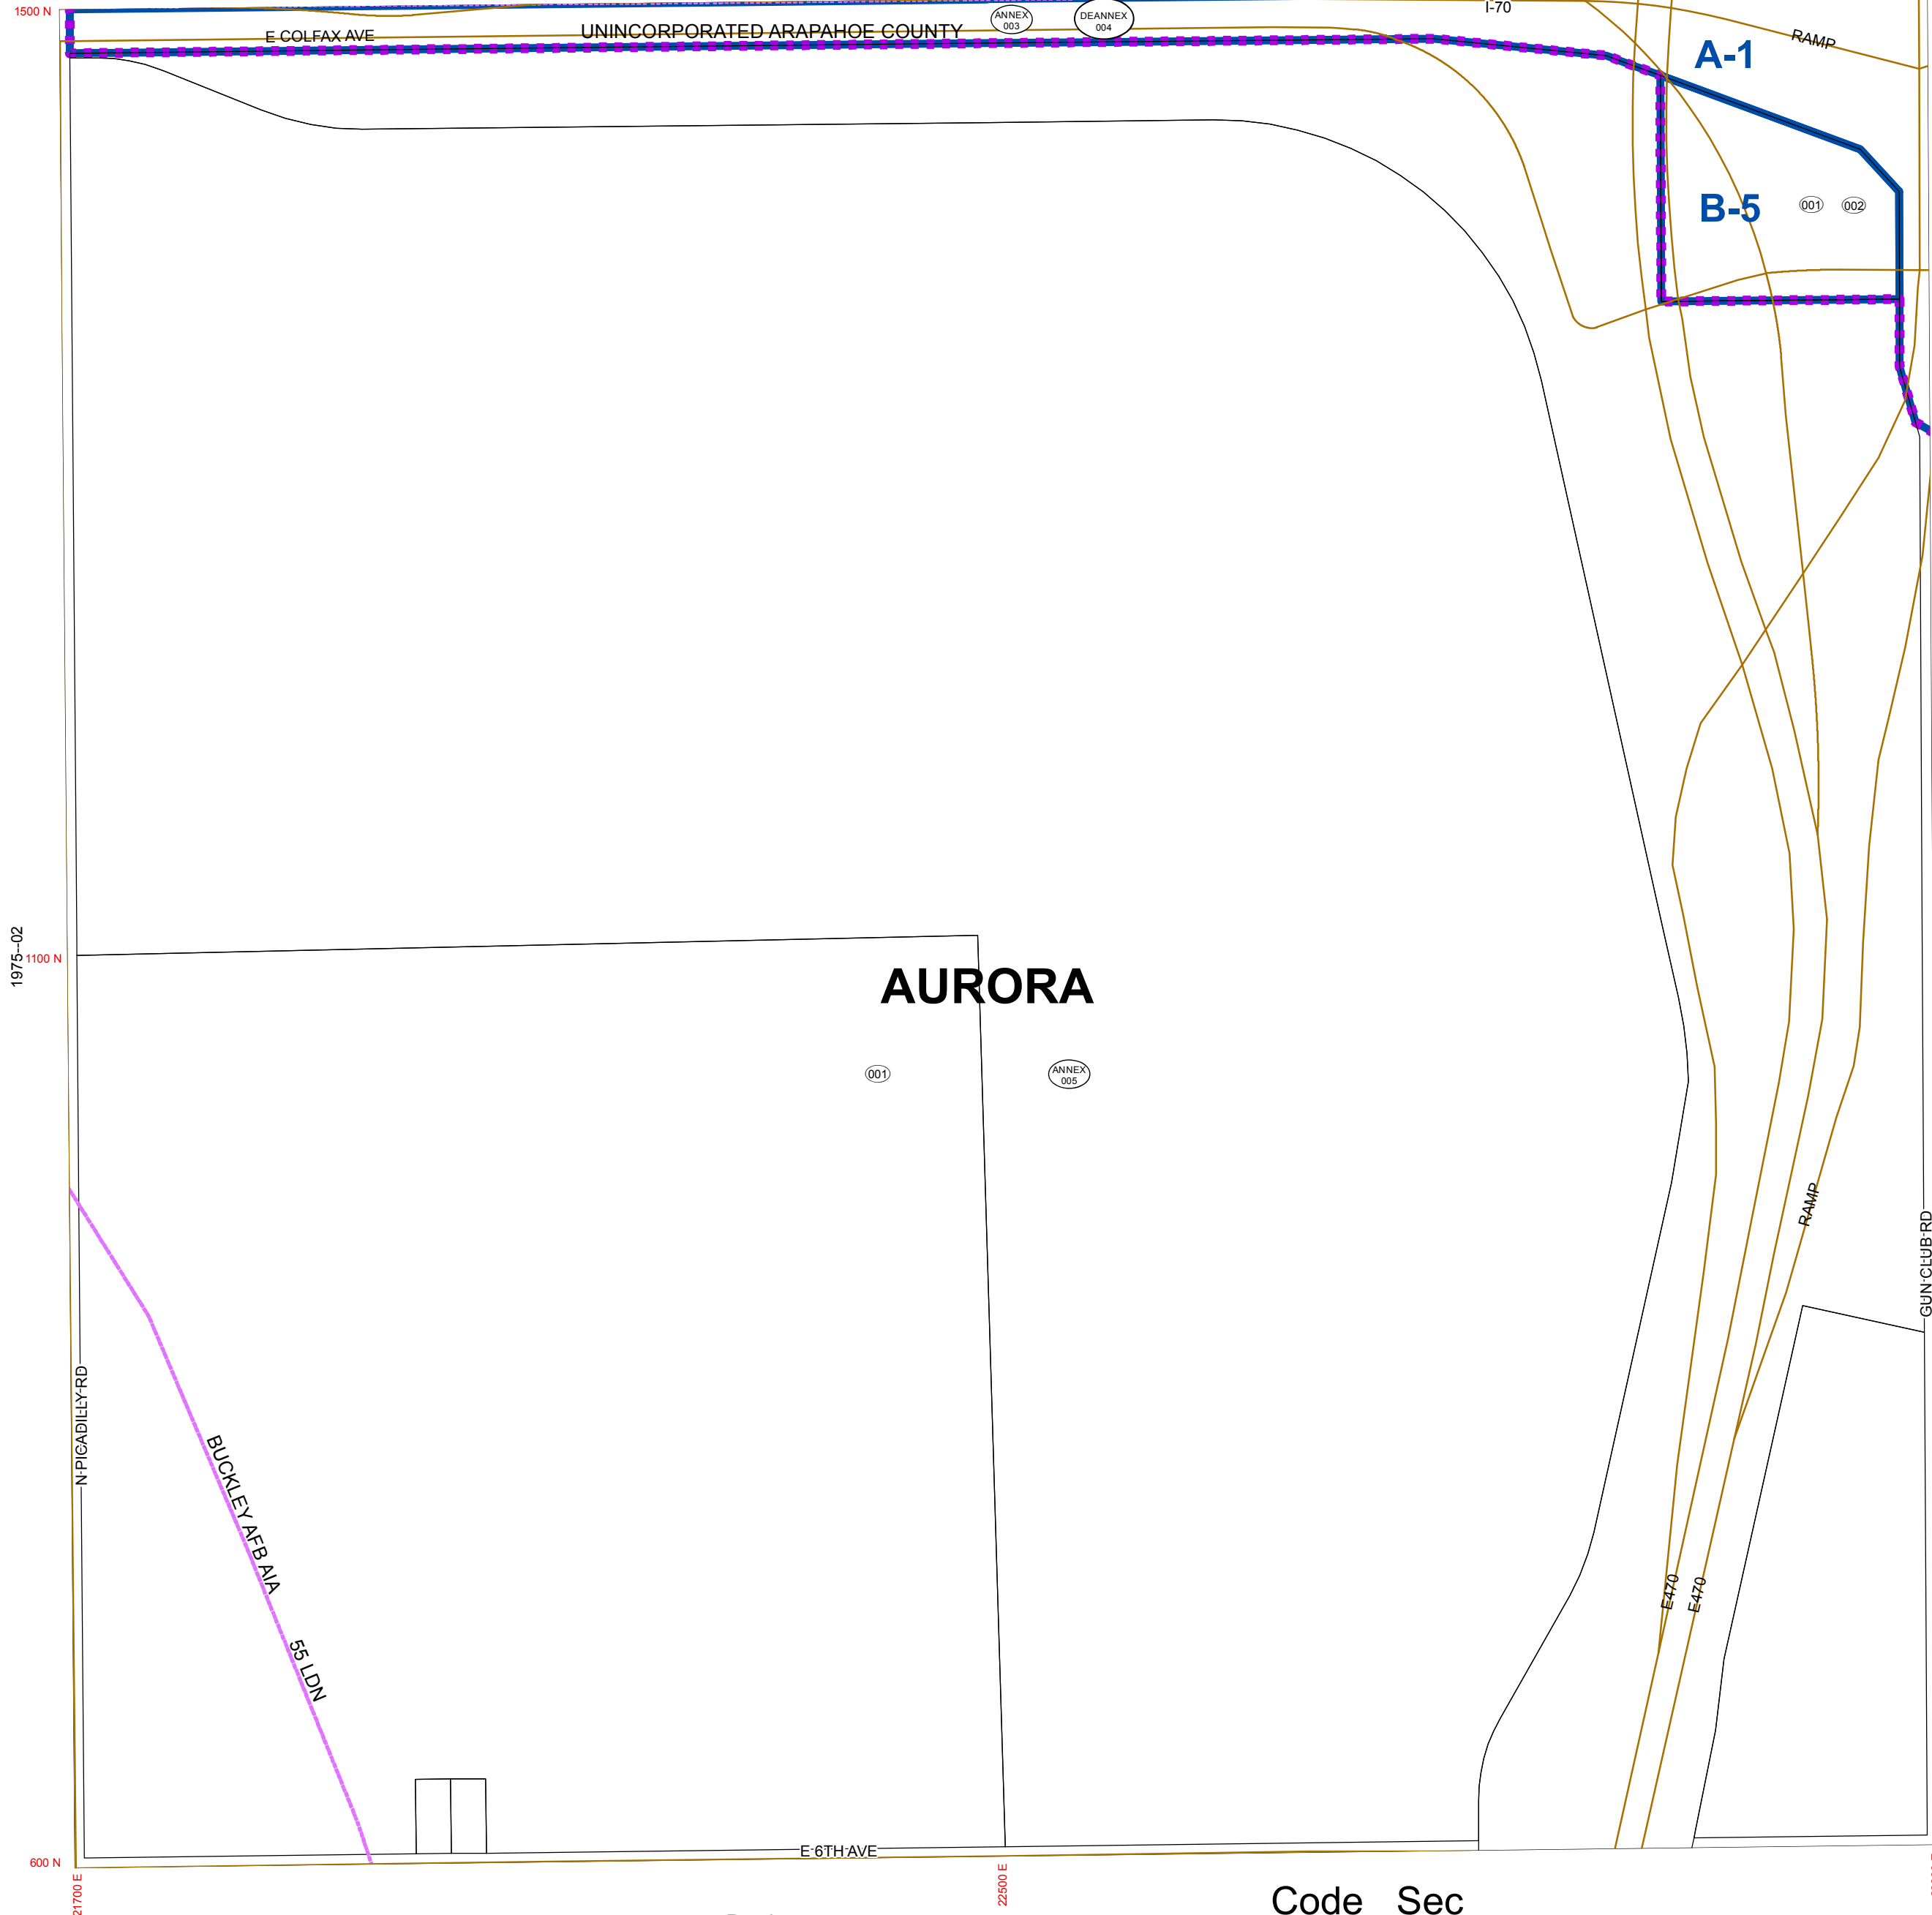 1500 N
E COLFAX AVE
UNINCORPORATED ARAPAHOE COUNTY
ANNEX
003
DEANNEX
004
I-70
RAMP
A-1
B-5
001
002
1975--02
1100 N
AURORA
001
ANNEX
005
RAMP
GUN CLUB RD
N PICADILLY RD
BUCKLEY AFB AIA
55 LDN
E470
E470
E 6TH AVE
600 N
21700 E
22500 E
Code Sec